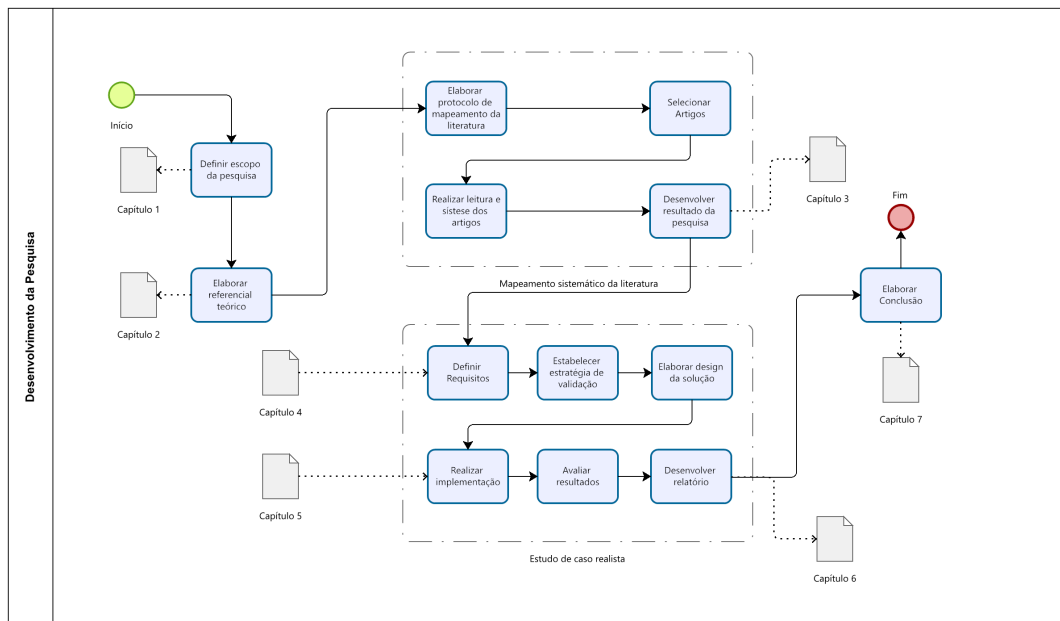 Desenvolvimento da Pesquisa
Início
Definir escopo
da pesquisa
Capítulo 1
Elaborar
referencial
teórico
Capítulo 2
Elaborar
protocolo de
mapeamento da
literatura
Selecionar
Artigos
Realizar leitura e
sístese dos
artigos
Desenvolver
resultado da
pesquisa
Capítulo 3
Mapeamento sistemático da literatura
Definir
Requisitos
Estabelecer
estratégia de
validação
Elaborar design
da solução
Capítulo 4
Realizar
implementação
Avaliar
resultados
Desenvolver
relatório
Capítulo 5
Estudo de caso realista
Capítulo 6
Fim
Elaborar
Conclusão
Capítulo 7